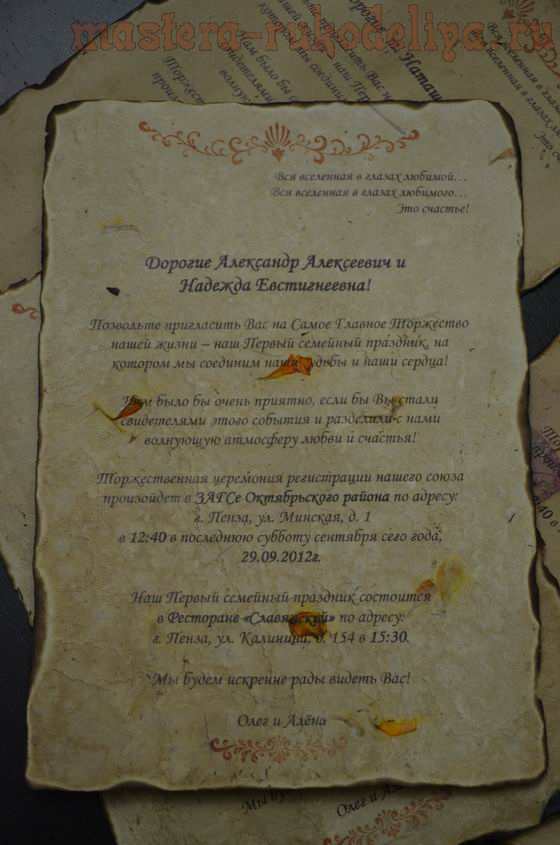 mastera-rukodeliya.ru
Вся вселенная в глазах любимой…
Вся вселенная в глазах любимого…
Это счастье!
Дорогие Александр Алексеевич и
Надежда Евстигнеевна!
Позвольте пригласить Вас на Самое Главное Торжество
нашей жизни – наш Первый семейный праздник, на
котором мы соединим наши судьбы и наши сердца!
Нам было бы очень приятно, если бы Вы стали
свидетелями этого события и разделили с нами
волнующую атмосферу любви и счастья!
Торжественная церемония регистрации нашего союза
произойдет в ЗАГСе Октябрьского района по адресу:
г. Пенза, ул. Минская, д. 1
в 12:40 в последнюю субботу сентября сего года,
29.09.2012г.
Наш Первый семейный праздник состоится
в Ресторане «Славянский» по адресу:
г. Пенза, ул. Калинина, д. 154 в 15:30.
Мы будем искренне рады видеть Вас!
Олег и Алёна
Олег и